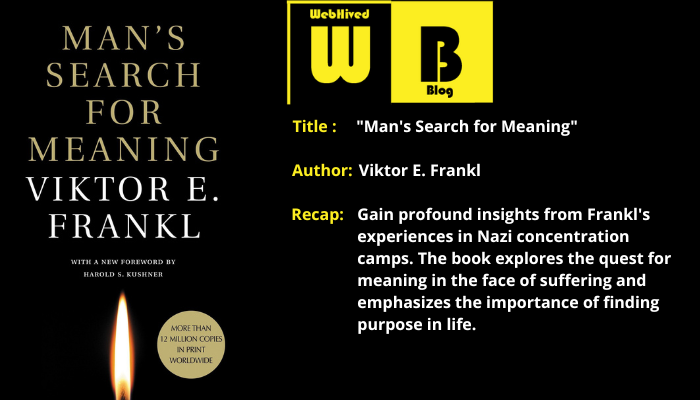 MAN'S
SEARCH
FOR
MEANING
VIKTOR E.
FRANKL
WITH A NEW FOREWORD BY
HAROLD S. KUSHNER
MORE THAN
12 MILLION COPIES
IN PRINT
WORLDWIDE
WebHived
W B
Blog
Title : "Man's Search for Meaning"
Author: Viktor E. Frankl
Recap: Gain profound insights from Frankl's
experiences in Nazi concentration
camps. The book explores the quest for
meaning in the face of suffering and
emphasizes the importance of finding
purpose in life.